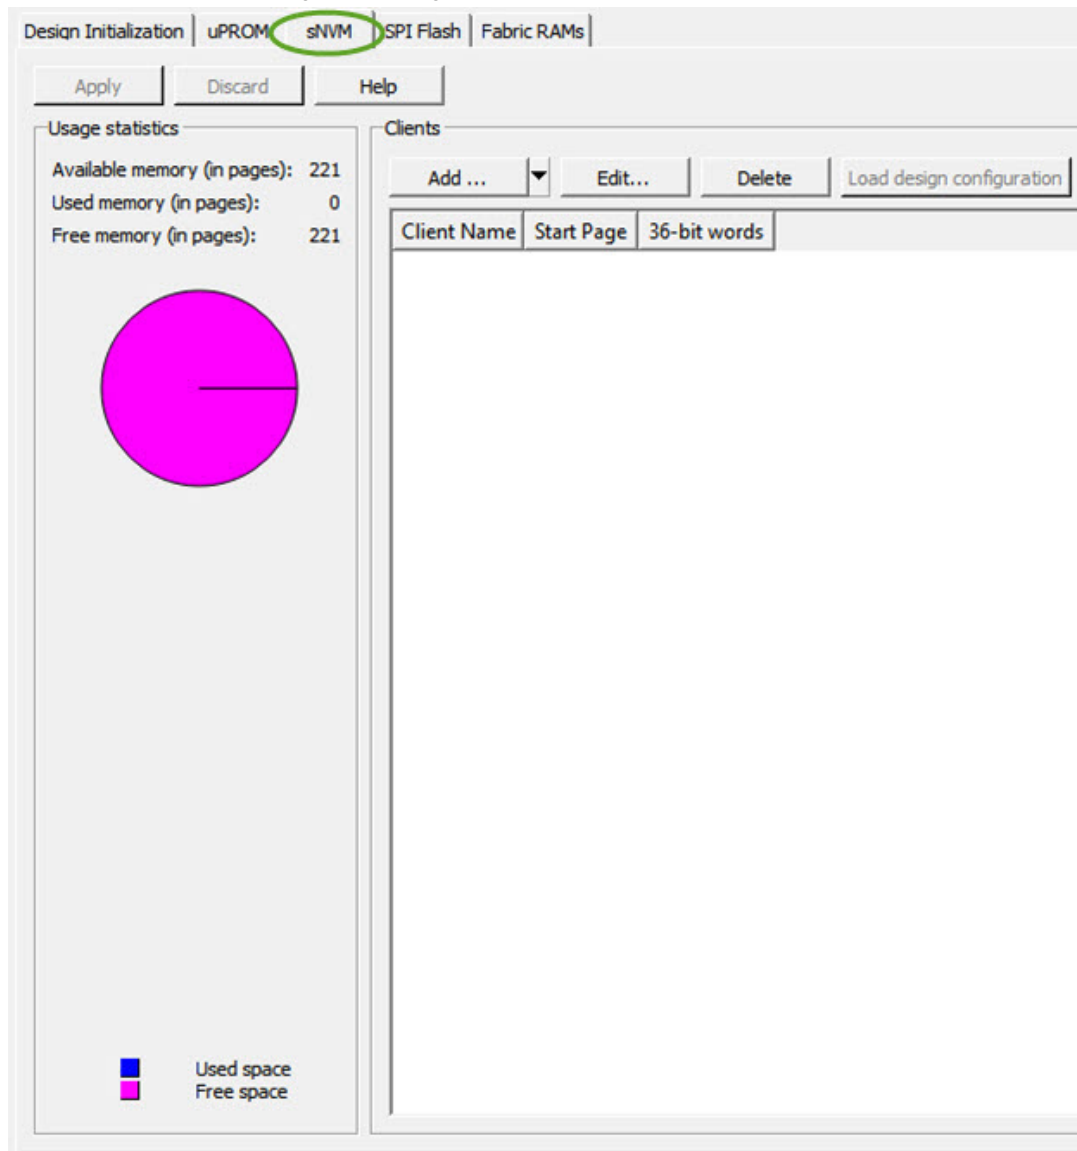 Design Initialization uPROM sNVM SPI Flash Fabric RAMs
Apply Discard Help
Usage statistics
Available memory (in pages): 221
Used memory (in pages): 0
Free memory (in pages): 221
Used space
Free space
Clients
Add ... Edit... Delete Load design configuration
Client Name Start Page 36-bit words